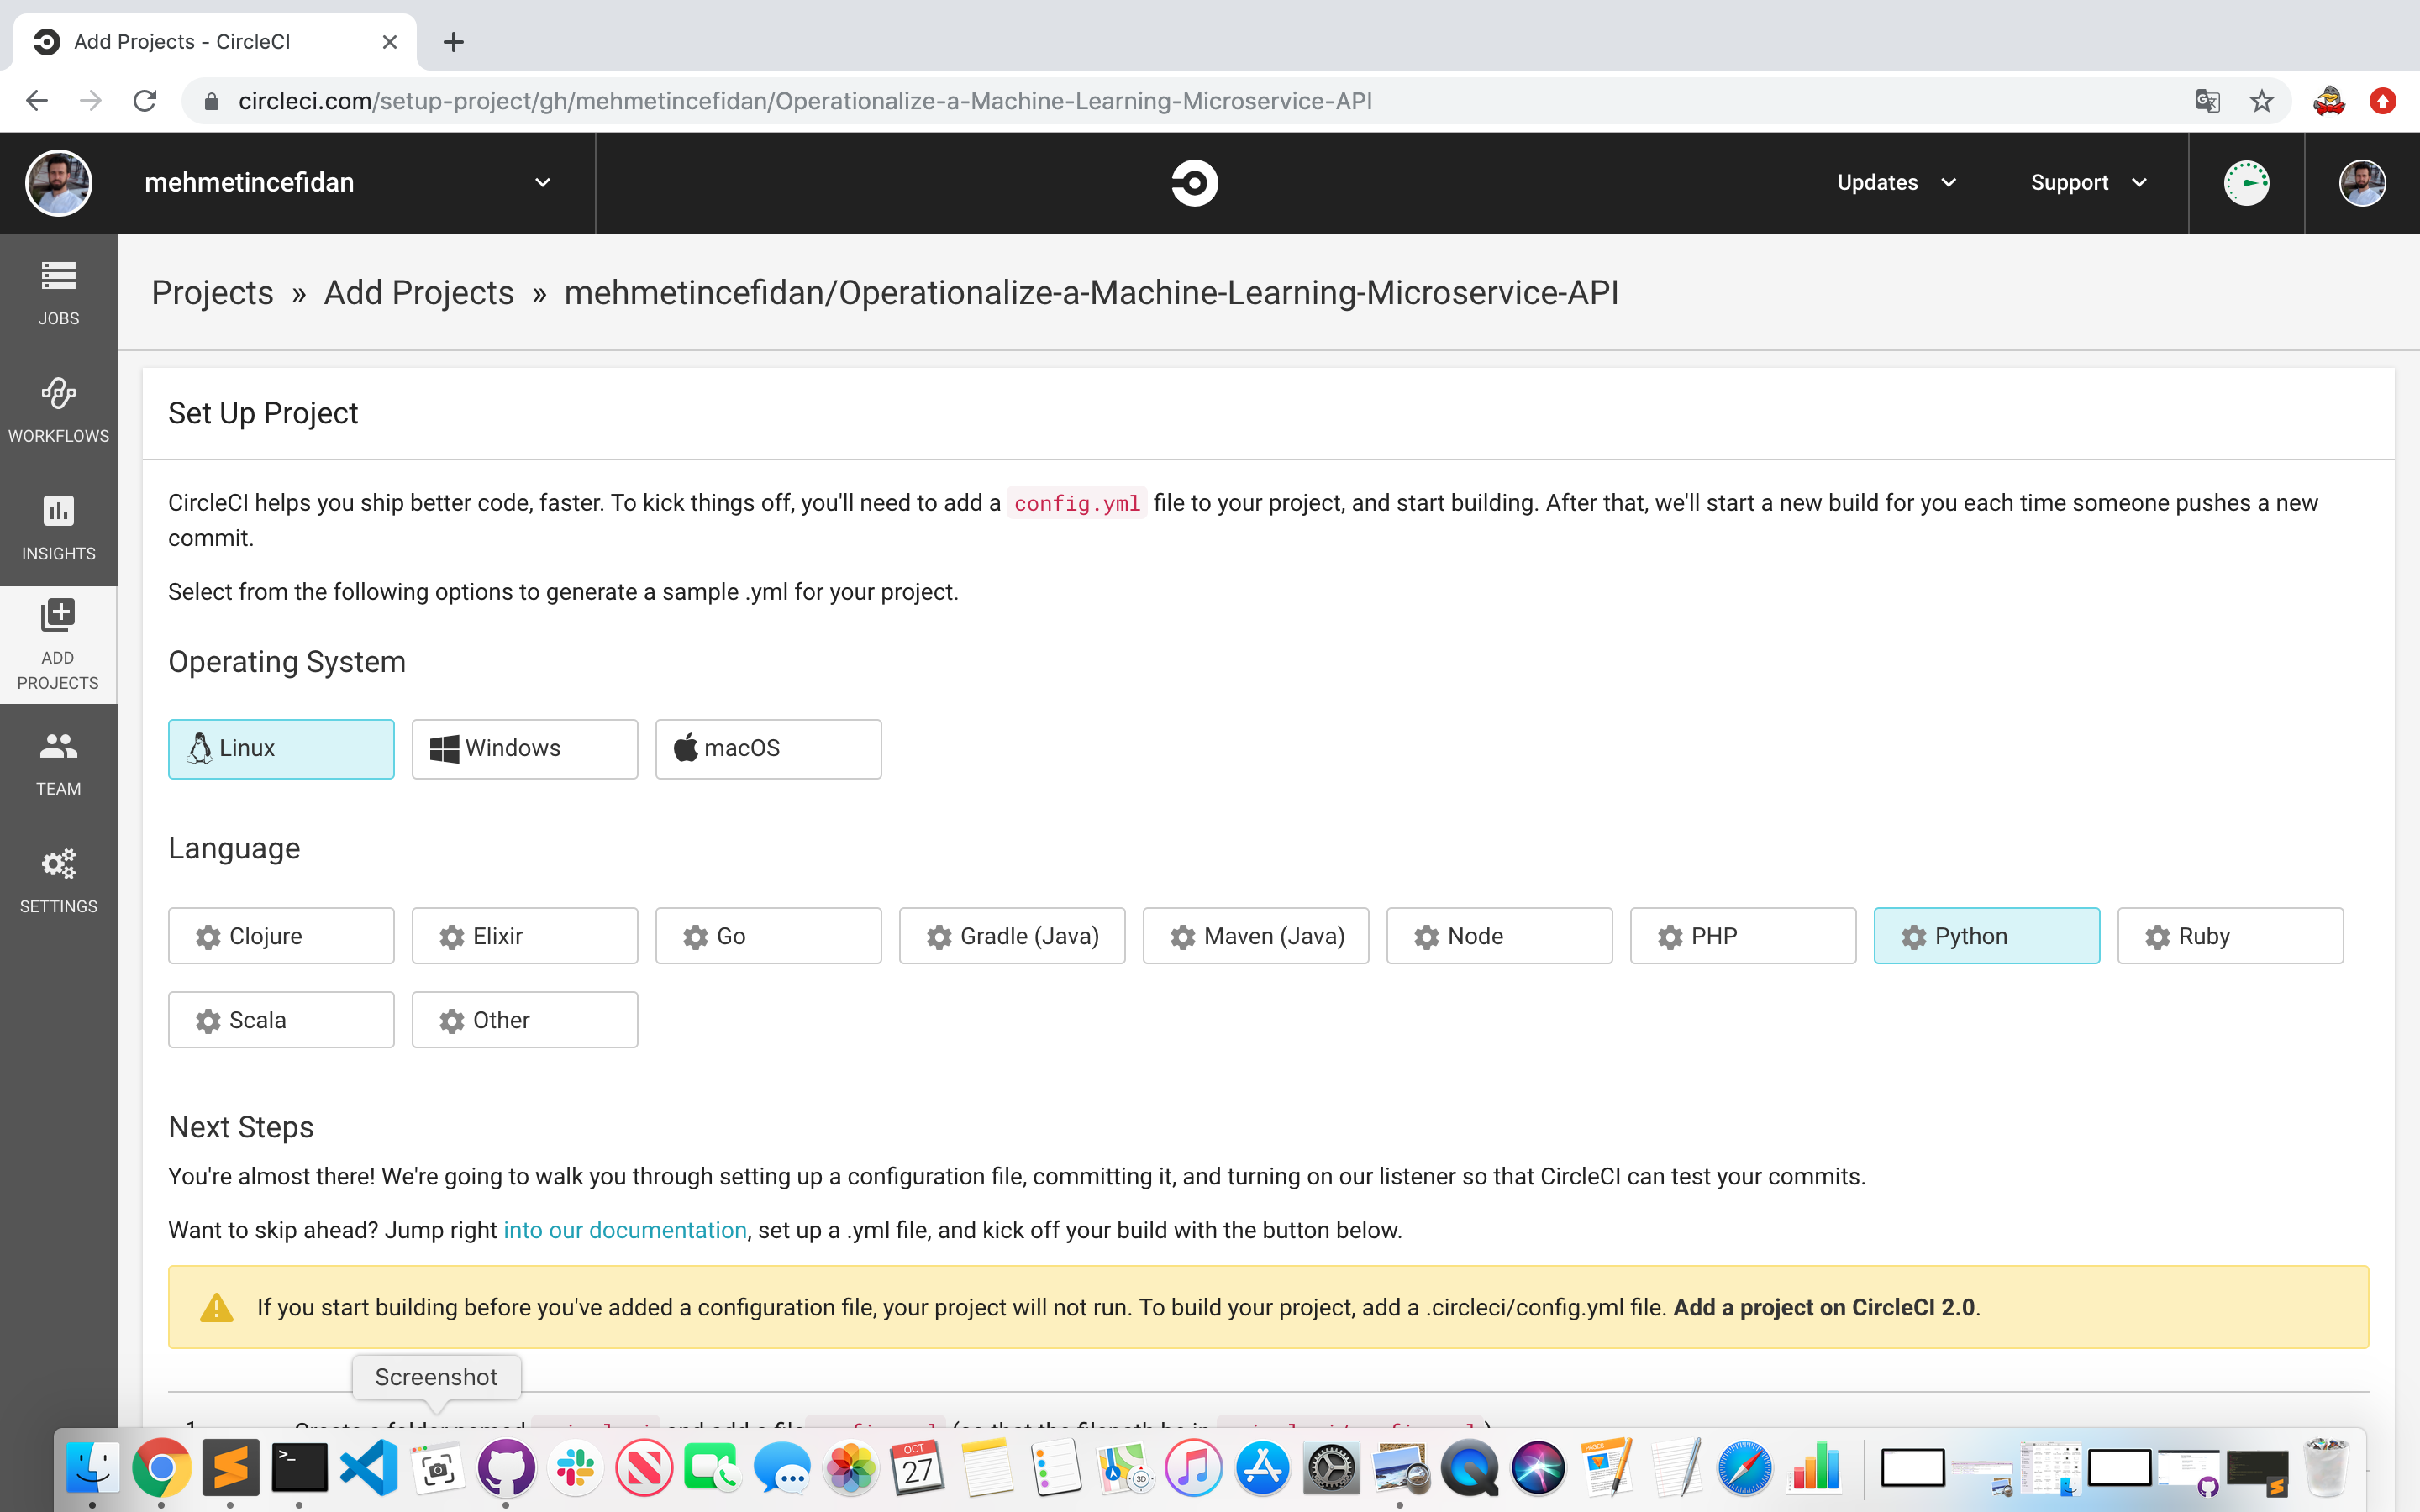 Add Projects - CircleCI
circleci.com/setup-project/gh/mehmetincefidan/Operationalize-a-Machine-Learning-Microservice-API
mehmetincefidan
Updates
Support
JOBS
WORKFLOWS
INSIGHTS
ADD
PROJECTS
TEAM
SETTINGS
Projects » Add Projects » mehmetincefidan/Operationalize-a-Machine-Learning-Microservice-API
Set Up Project
CircleCI helps you ship better code, faster. To kick things off, you'll need to add a config.yml file to your project, and start building. After that, we'll start a new build for you each time someone pushes a new
commit.
Select from the following options to generate a sample .yml for your project.
Operating System
Linux
Windows
macOS
Language
Clojure
Elixir
Go
Gradle (Java)
Maven (Java)
Node
PHP
Python
Ruby
Scala
Other
Next Steps
You're almost there! We're going to walk you through setting up a configuration file, committing it, and turning on our listener so that CircleCI can test your commits.
Want to skip ahead? Jump right into our documentation, set up a .yml file, and kick off your build with the button below.
If you start building before you've added a configuration file, your project will not run. To build your project, add a .circleci/config.yml file. Add a project on CircleCI 2.0.
Screenshot
OCT
27
PAGES
3D